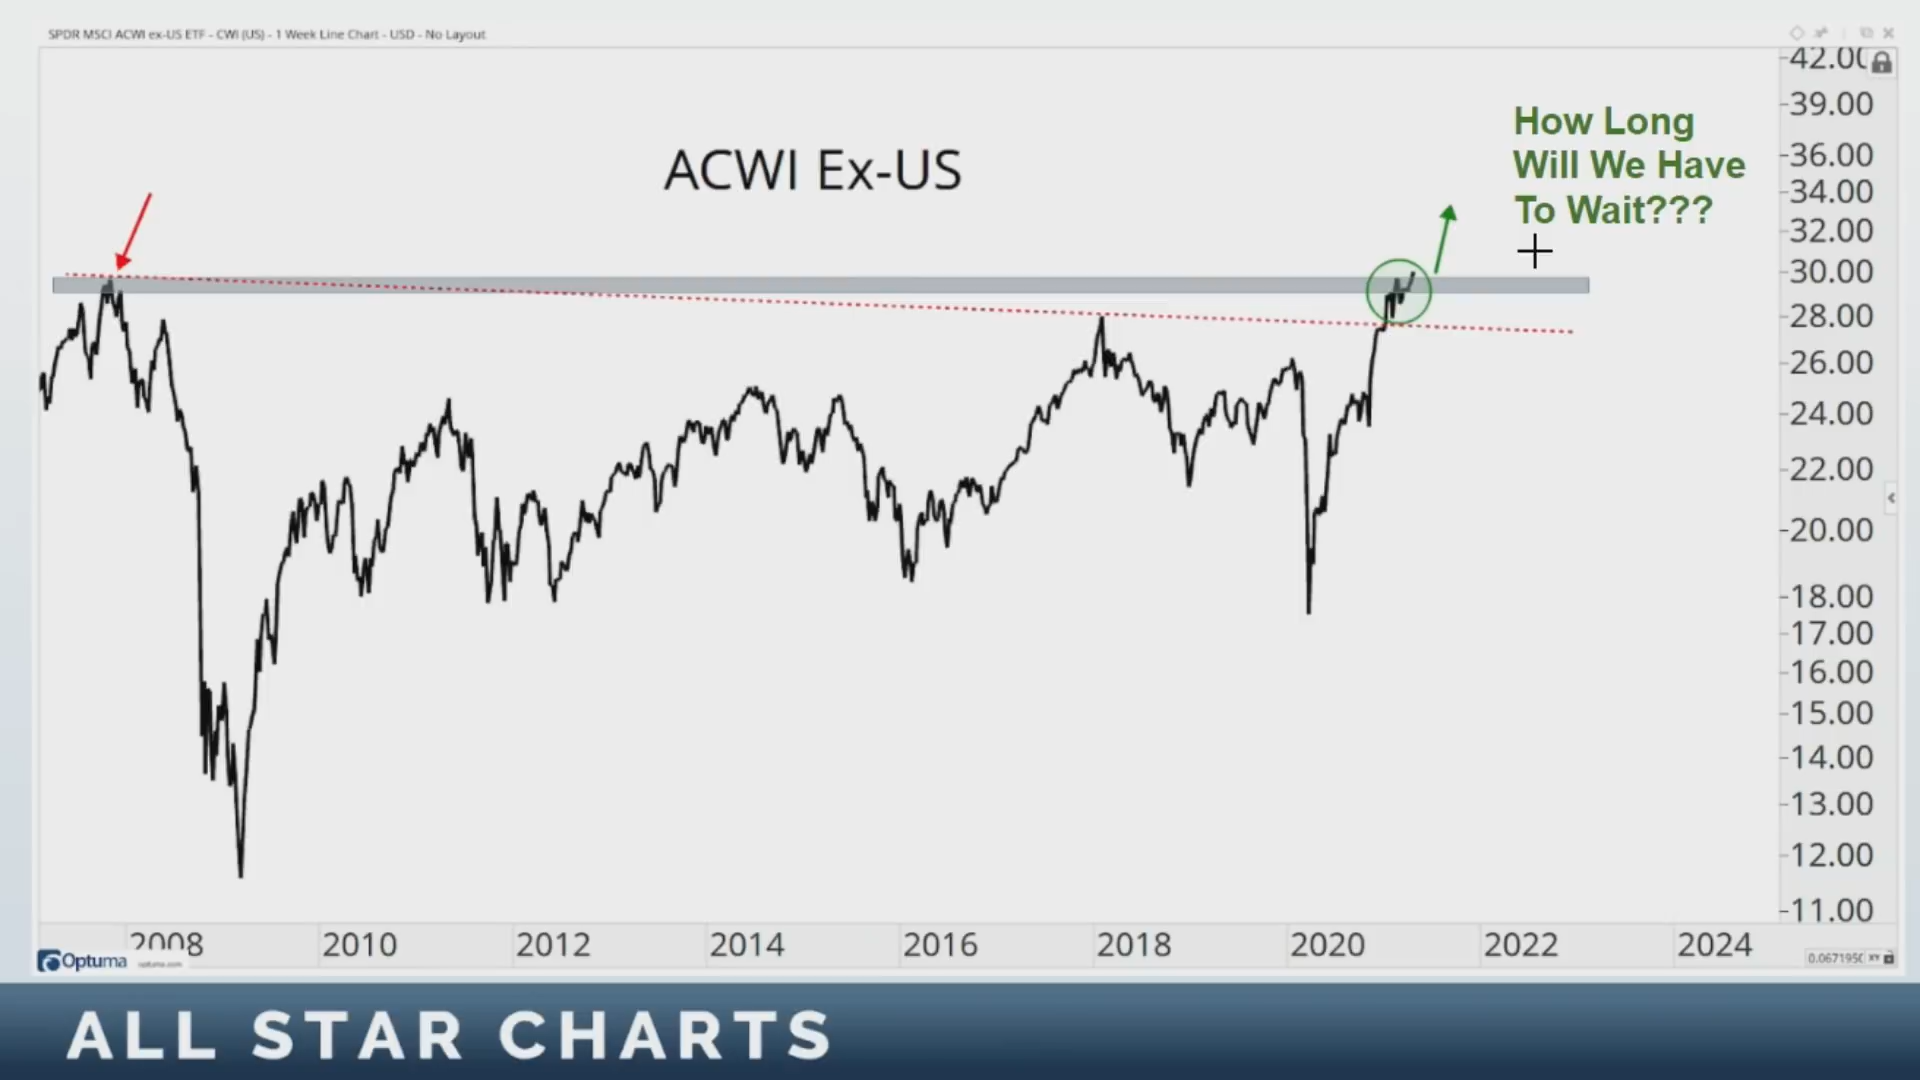 SPDR MSCI ACWI ex-US ETF - CWI (US) - 1 Week Line Chart - USD - No Layout
ACWI Ex-US
How Long
Will We Have
To Wait???
42.00
39.00
36.00
34.00
32.00
30.00
28.00
26.00
24.00
22.00
20.00
18.00
17.00
16.00
15.00
14.00
13.00
12.00
11.00
2008 2010 2012 2014 2016 2018 2020 2022 2024
Optuma optuma.com
XY
ALL STAR CHARTS